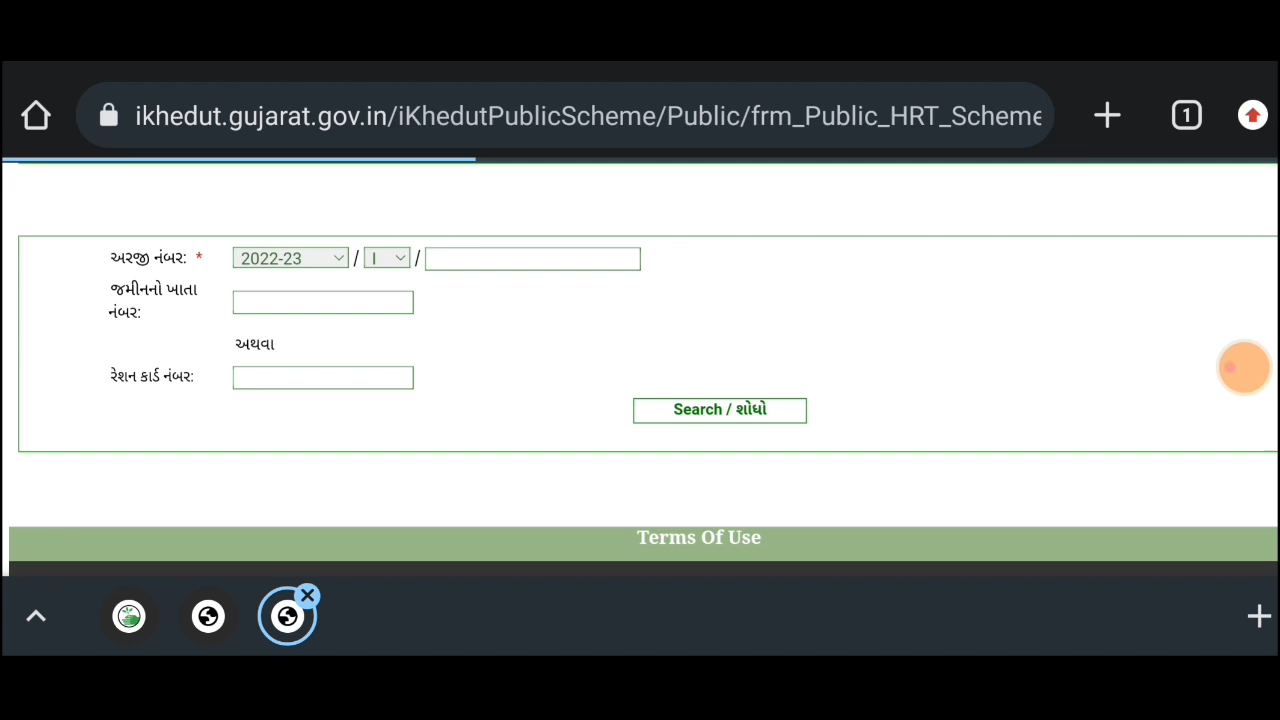 ikhedut.gujarat.gov.in/iKhedutPublicScheme/Public/frm_Public_HRT_Scheme
1
અરજી નંબર: * 2022-23 / I /
જમીનનો ખાતા
નંબર:
અથવા
રેશન કાર્ડ નંબર:
Search / શોધો
Terms Of Use